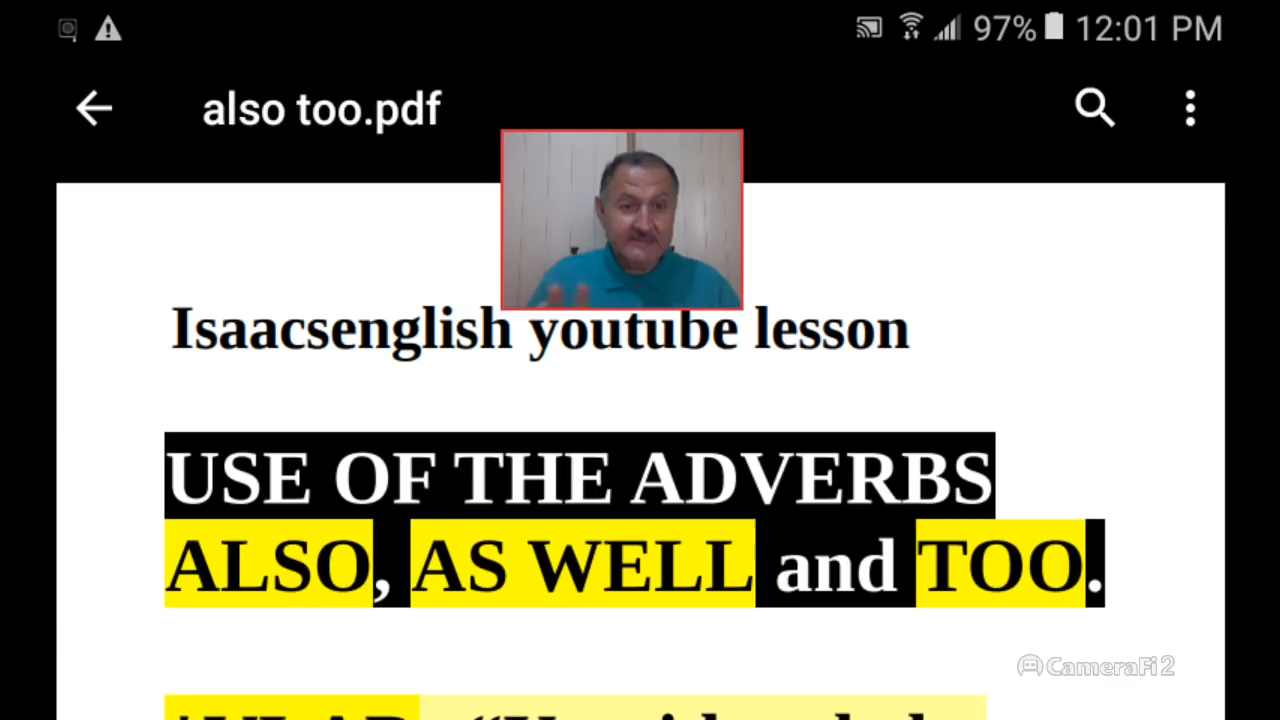 97% 12:01 PM
also too.pdf
Isaacsenglish youtube lesson
USE OF THE ADVERBS
ALSO, AS WELL and TOO.
CameraFi2